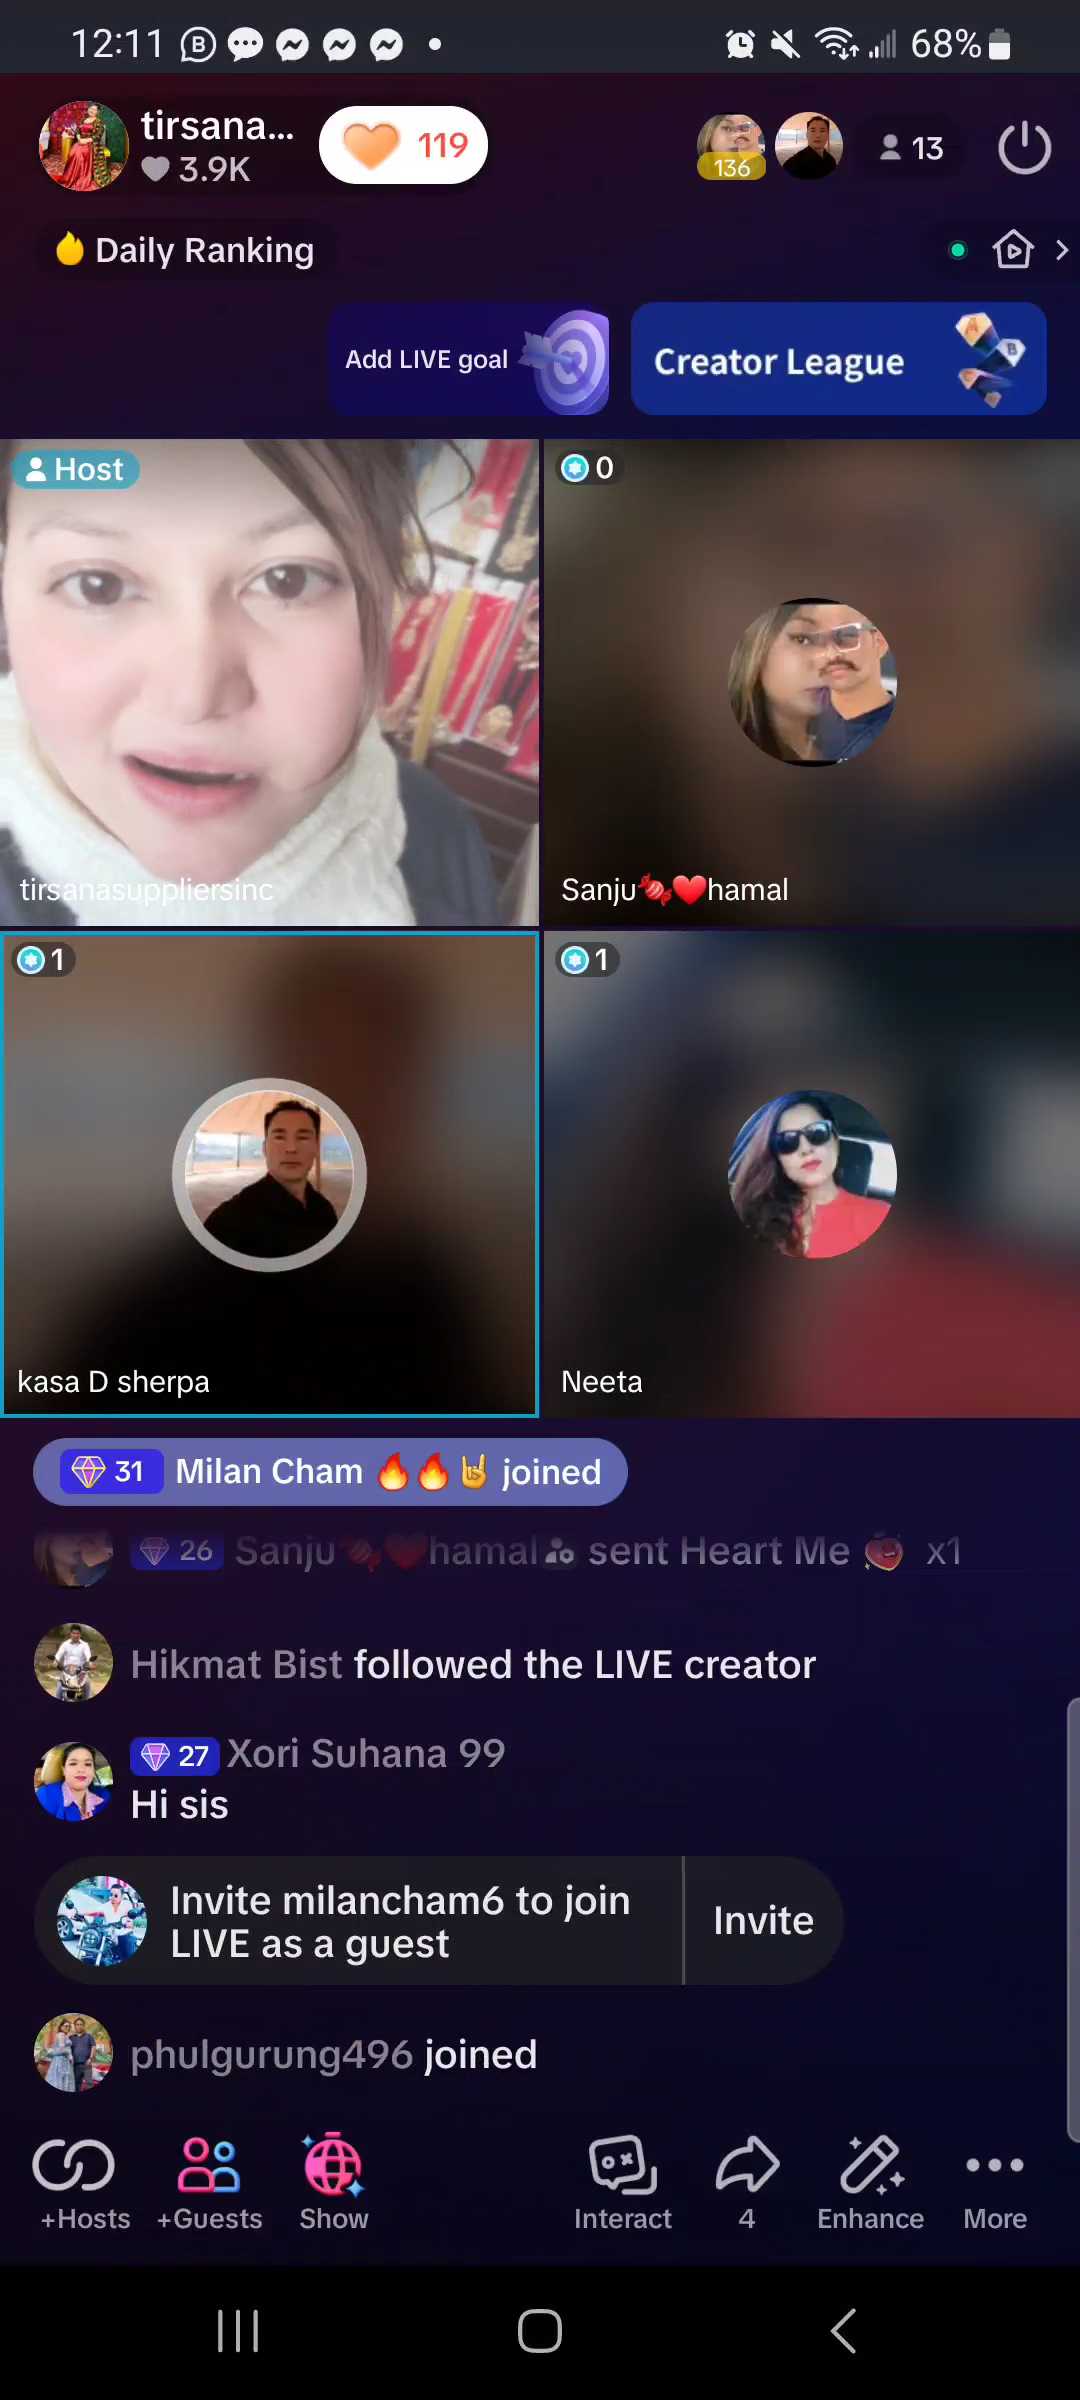 12:11
68%
tirsana...
3.9K
119
136
13
Daily Ranking
Add LIVE goal
Creator League
Host
0
tirsanasuppliersinc
Sanju🍬❤️hamal
1
1
kasa D sherpa
Neeta
31 Milan Cham 🔥🔥🤘 joined
26 Sanju🍬❤️hamal sent Heart Me x1
Hikmat Bist followed the LIVE creator
27 Xori Suhana 99
Hi sis
Invite milancham6 to join
LIVE as a guest
Invite
phulgurung496 joined
+Hosts
+Guests
Show
Interact
4
Enhance
More